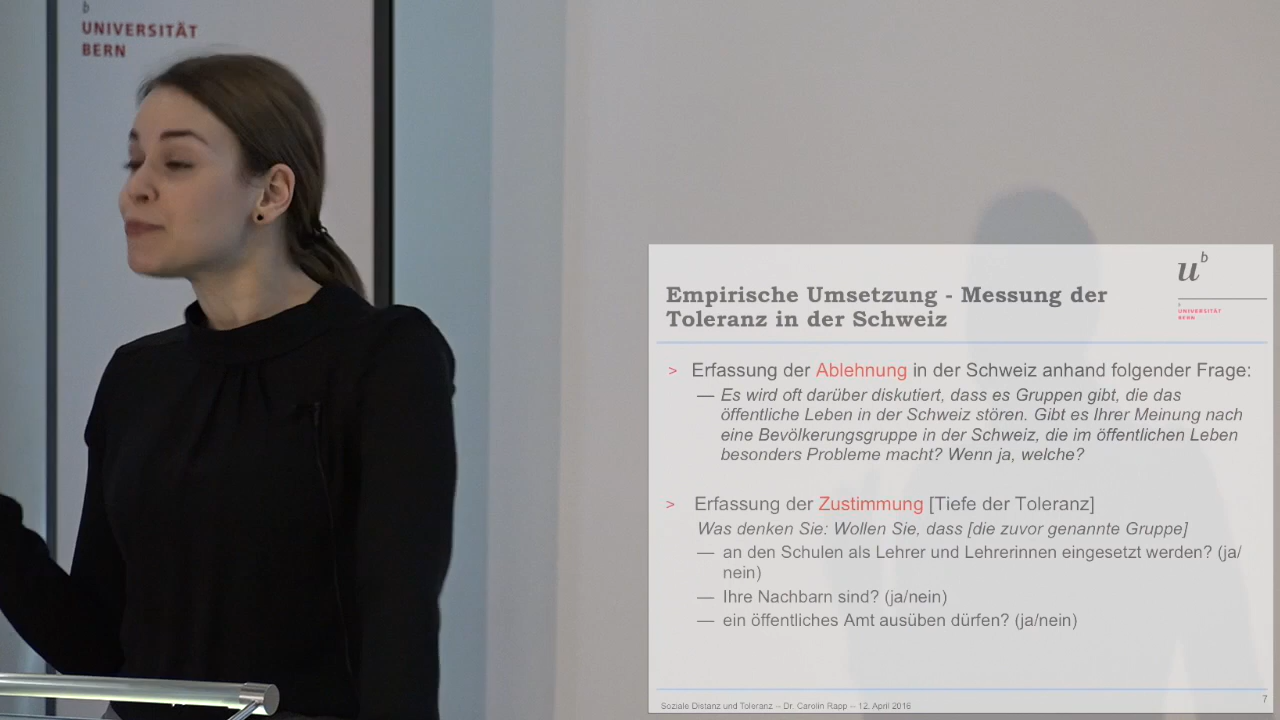 b
UNIVERSITÄT
BERN
u b
b
UNIVERSITÄT
BERN
Empirische Umsetzung - Messung der
Toleranz in der Schweiz
> Erfassung der Ablehnung in der Schweiz anhand folgender Frage:
— Es wird oft darüber diskutiert, dass es Gruppen gibt, die das
öffentliche Leben in der Schweiz stören. Gibt es Ihrer Meinung nach
eine Bevölkerungsgruppe in der Schweiz, die im öffentlichen Leben
besonders Probleme macht? Wenn ja, welche?
> Erfassung der Zustimmung [Tiefe der Toleranz]
Was denken Sie: Wollen Sie, dass [die zuvor genannte Gruppe]
— an den Schulen als Lehrer und Lehrerinnen eingesetzt werden? (ja/
nein)
— Ihre Nachbarn sind? (ja/nein)
— ein öffentliches Amt ausüben dürfen? (ja/nein)
Soziale Distanz und Toleranz – Dr. Carolin Rapp – 12. April 2016
7